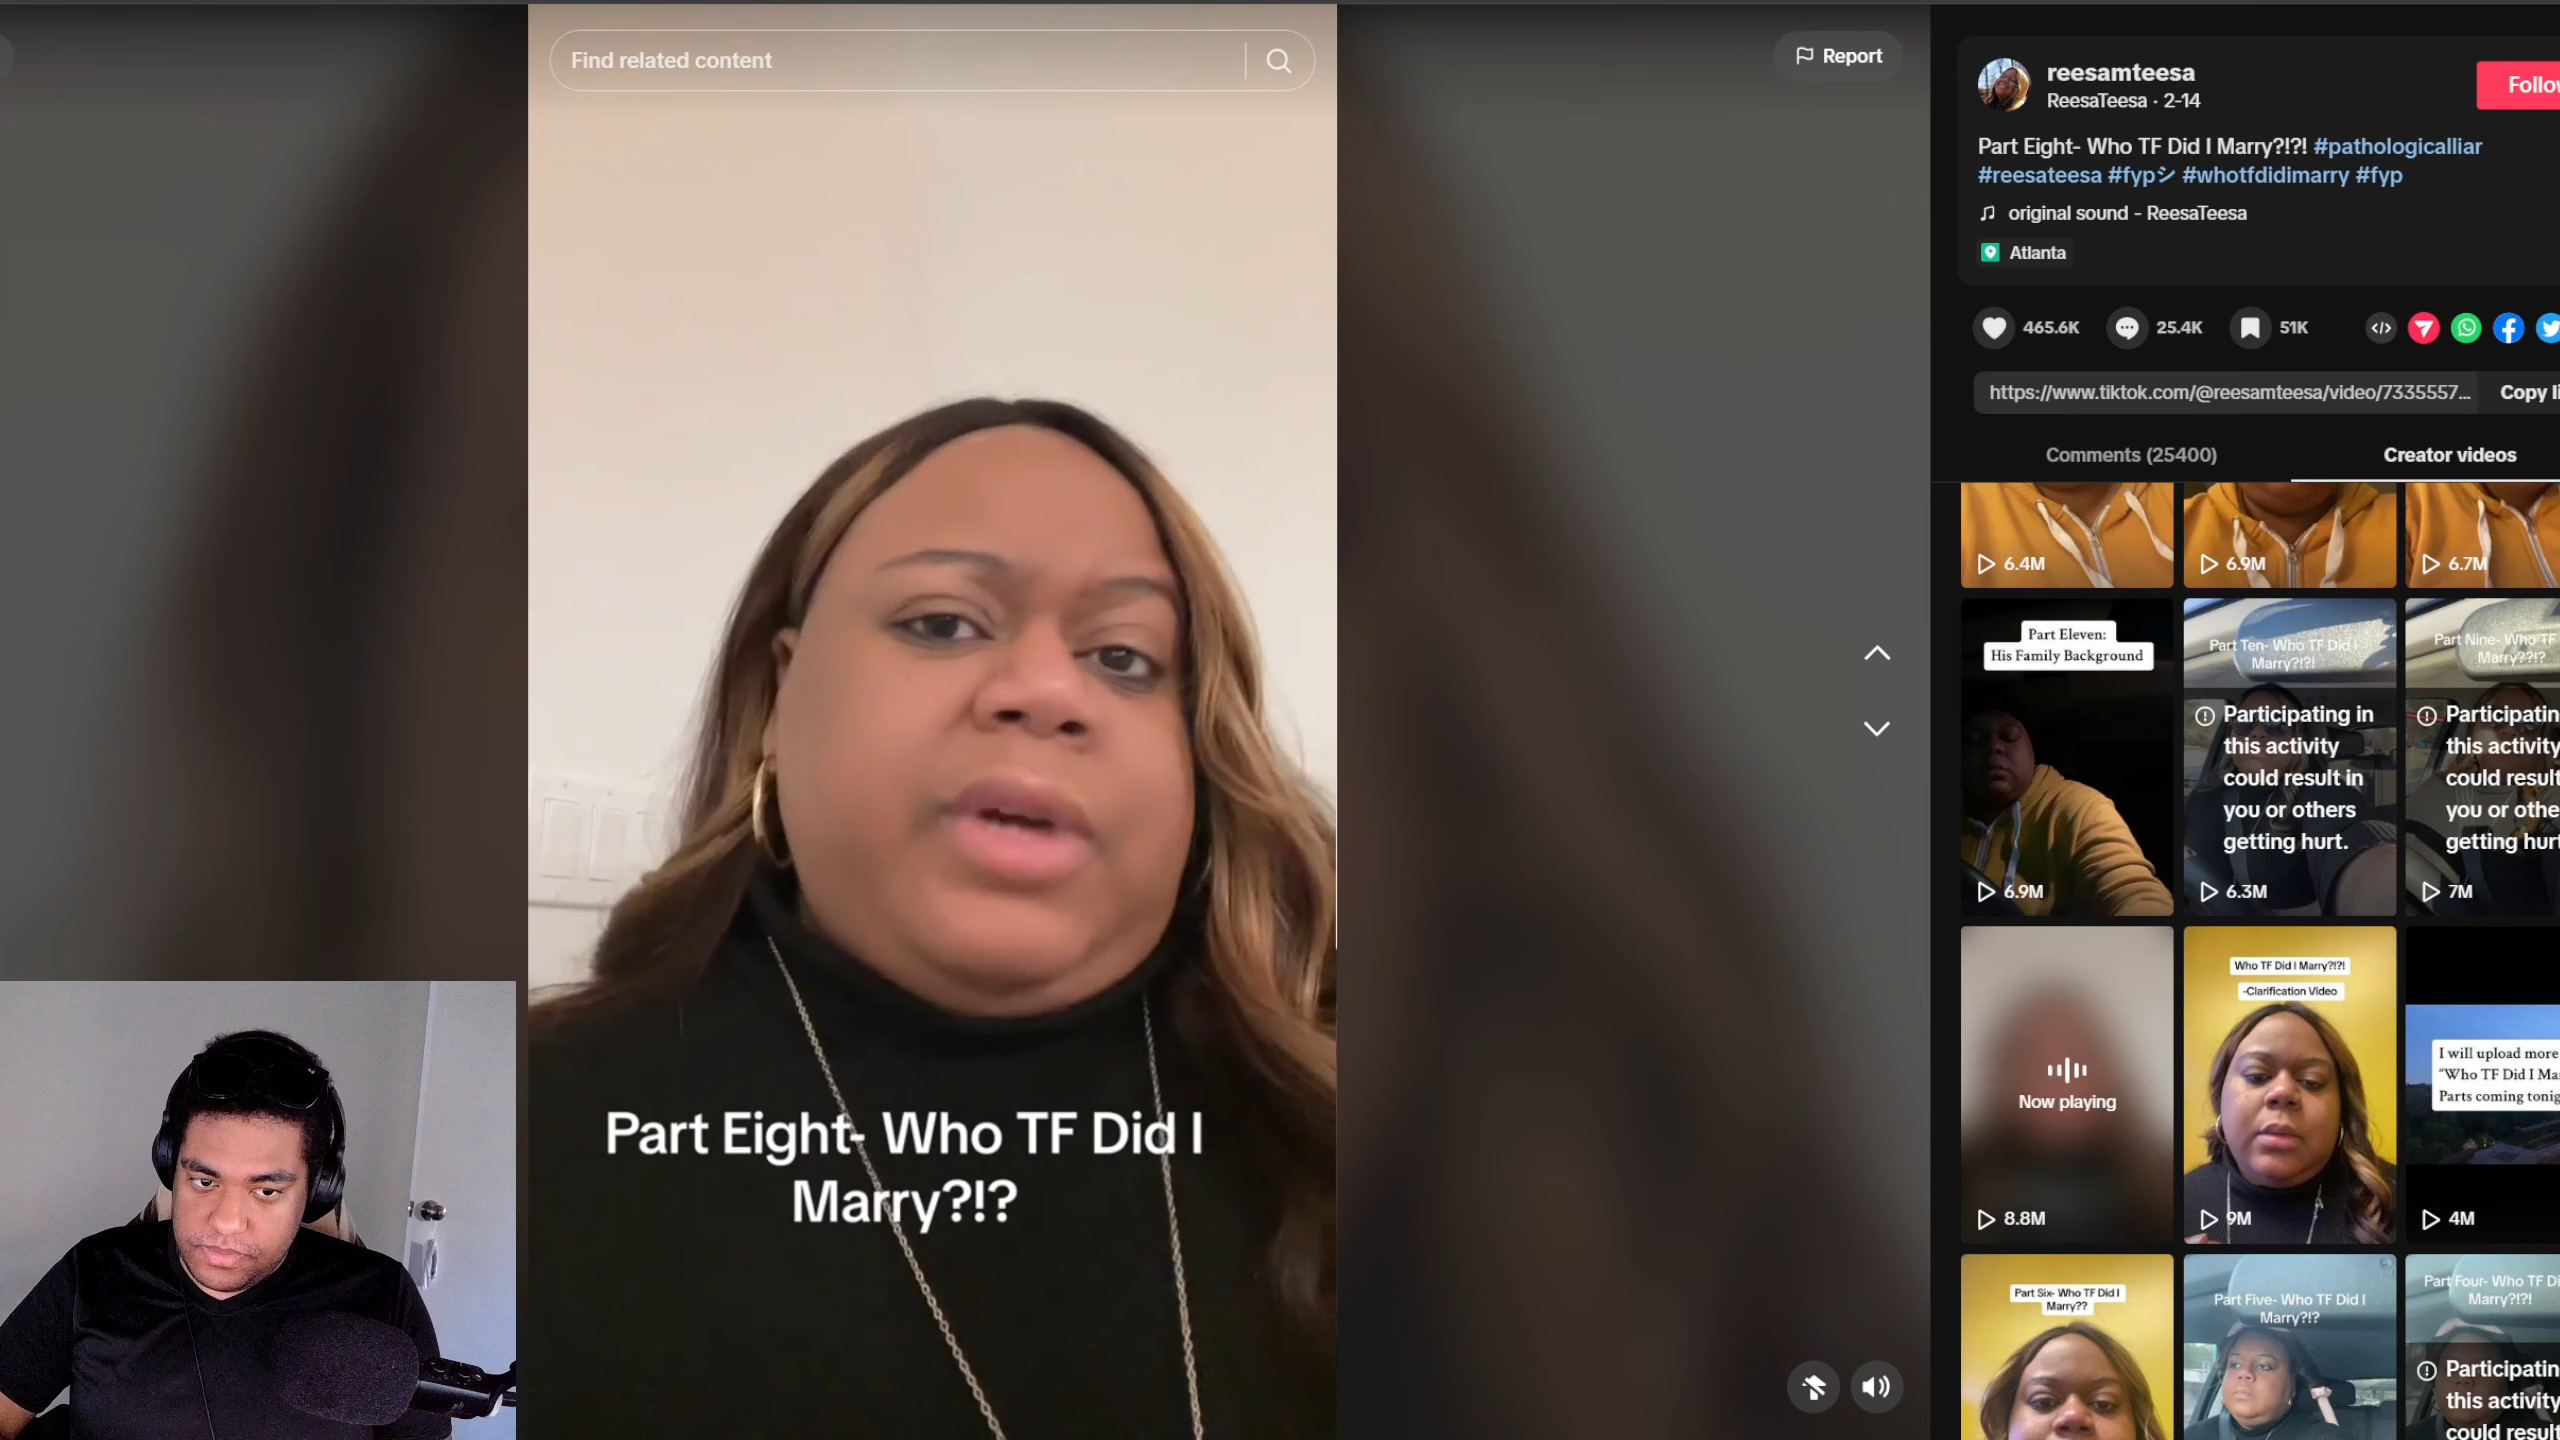 Find related content
Report
Part Eight- Who TF Did I
Marry?!?
reesamteesa
ReesaTeesa · 2-14
Follow
Part Eight- Who TF Did I Marry?!?! #pathologicalliar
#reesateesa #fypシ #whotfdidimarry #fyp
original sound - ReesaTeesa
Atlanta
465.6K
25.4K
51K
https://www.tiktok.com/@reesamteesa/video/7335557...
Copy li
Comments (25400)
Creator videos
6.4M
6.9M
6.7M
Part Eleven:
His Family Background
6.9M
Part Ten- Who TF Did I
Marry?!?!
Participating in
this activity
could result in
you or others
getting hurt.
6.3M
Part Nine- Who TF
Marry??!?
Participatin
this activity
could result
you or othe
getting hurt
7M
Now playing
8.8M
Who TF Did I Marry?!?!
-Clarification Video
9M
I will upload more
"Who TF Did I Ma
Parts coming tonig
4M
Part Six- Who TF Did I
Marry??
Part Five- Who TF Did I
Marry?!?
Part Four- Who TF Di
Marry?!?!
Participatin
this activity
could result